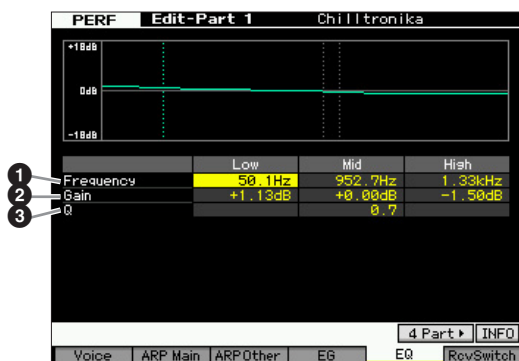 PERF Edit-Part 1 Chilltronika
+18dB
0dB
-18dB
Low Mid High
1 Frequency 50.1Hz 952.7Hz 1.33kHz
2 Gain +1.13dB +0.00dB -1.50dB
3 Q 0.7
4 Part ▶ INFO
Voice ARP Main ARP Other EG EQ RcvSwitch